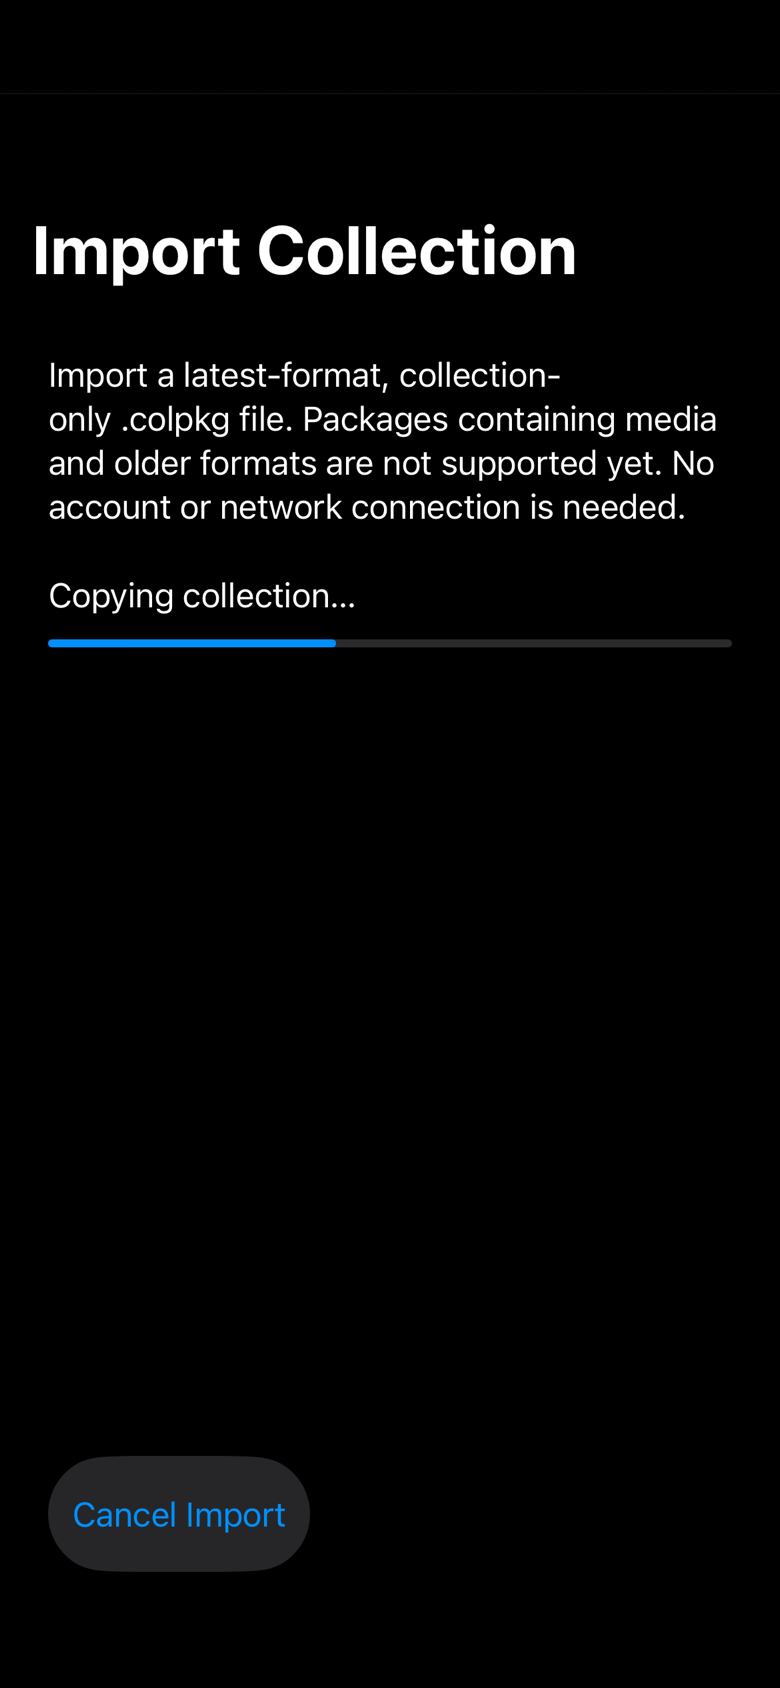 Import Collection
Import a latest-format, collection-
only .colpkg file. Packages containing media
and older formats are not supported yet. No
account or network connection is needed.
Copying collection...
Cancel Import